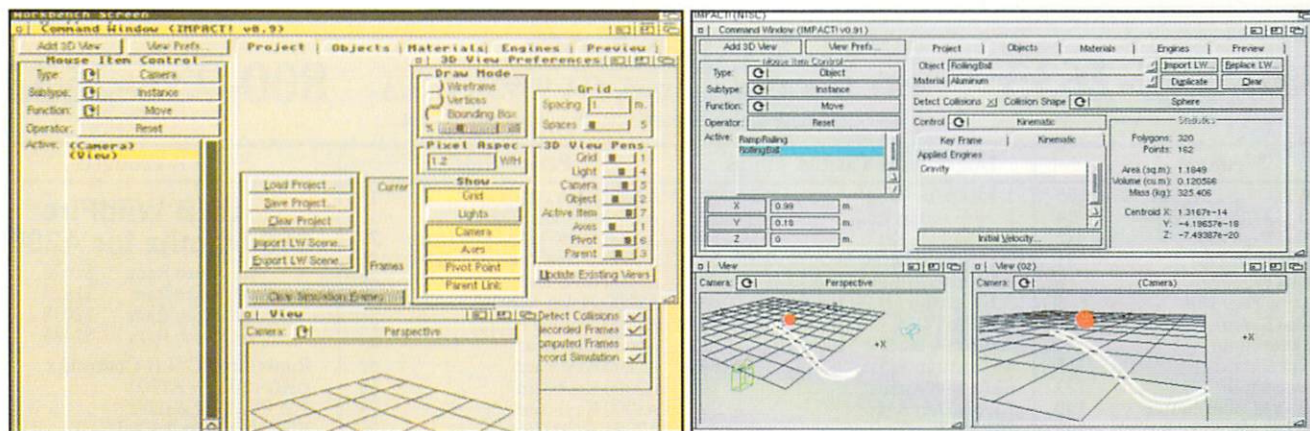 Workbench Screen
Command Window (IMPACT! v0.9)
Add 3D View
View Prefs...
Project
Objects
Materials
Engines
Preview
Mouse Item Control
Type:
Camera
Subtype:
Instance
Function:
Move
Operator:
Reset
Active:
(Camera)
(View)
Load Project...
Save Project...
Clear Project
Import LW Scene...
Export LW Scene...
Clear Simulation Frames
Frames
3D View Preferences
Draw Mode
Wireframe
Vertices
Bounding Box
Grid
Spacing
1
m.
Spaces
5
Pixel Aspec
1.2
W/H
Show
Grid
Lights
Camera
Axes
Pivot Point
Parent Link
3D View Pens
Grid
1
Light
4
Camera
5
Object
2
Active Item
7
Axes
1
Pivot
6
Parent
3
Update Existing Views
View
Camera:
Perspective
Detect Collisions
Recorded Frames
Computed Frames
Record Simulation
IMPACT! (NTSC)
Command Window (IMPACT! v0.91)
Add 3D View
View Prefs...
Mouse Item Control
Type:
Object
Subtype:
Instance
Function:
Move
Operator:
Reset
Active:
RampRailing
RollingBall
X
0.99
m.
Y
0.18
m.
Z
0
m.
Project
Objects
Materials
Engines
Preview
Object
RollingBall
Import LW...
Replace LW...
Material
Aluminum
Duplicate
Clear
Detect Collisions
Collision Shape
Sphere
Control
Kinematic
Key Frame
Kinematic
Applied Engines
Gravity
Initial Velocity...
Statistics
Polygons: 320
Points: 162
Area (sq.m): 1.1849
Volume (cu.m): 0.120566
Mass (kg): 325.406
Centroid X: 1.3167e-14
Y: -4.19637e-18
Z: -7.49387e-20
View
Camera:
Perspective
+X
View (02)
Camera:
(Camera)
+X